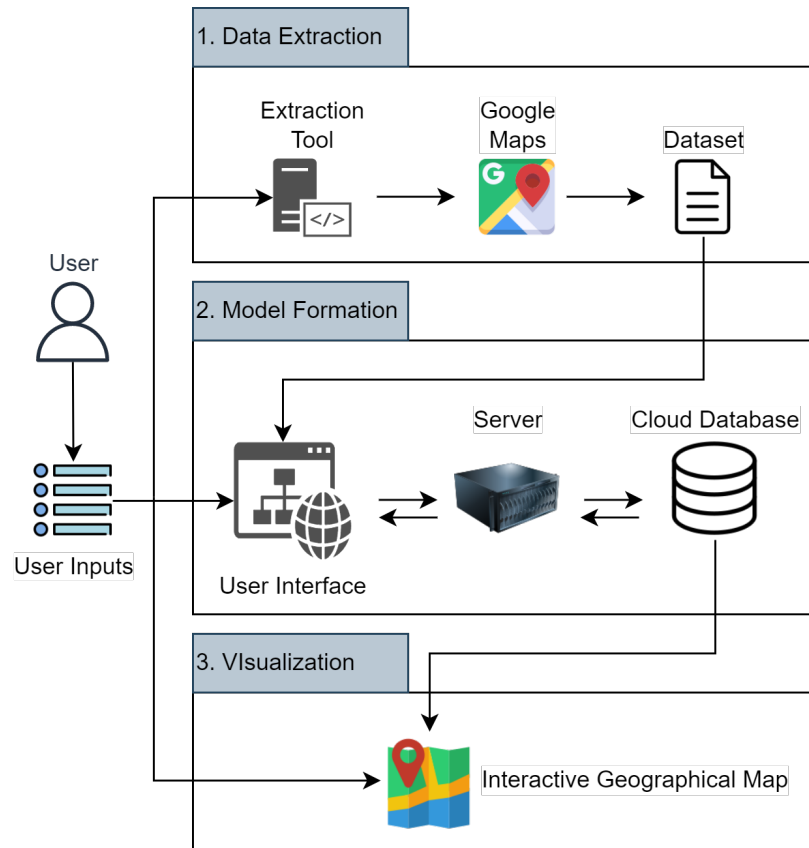 1. Data Extraction
Extraction
Tool
Google
Maps
Dataset
G
</>
User
2. Model Formation
Server
Cloud Database
User Inputs
User Interface
3. VIsualization
Interactive Geographical Map